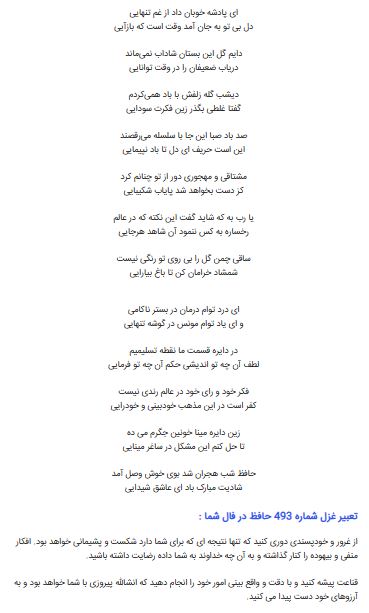 ای پادشه خوبان داد از غم تنهایی
دل بی تو به جان آمد وقت است که بازآیی
دایم گل این بستان شاداب نمی‌ماند
دریاب ضعیفان را در وقت توانایی
دیشب گله زلفش با باد همی‌کردم
گفتا غلطی بگذر زین فکرت سودایی
صد باد صبا این جا با سلسله می‌رقصند
این است حریف ای دل تا باد نپیمایی
مشتاقی و مهجوری دور از تو چنانم کرد
کز دست بخواهد شد پایاب شکیبایی
یا رب به که شاید گفت این نکته که در عالم
رخساره به کس ننمود آن شاهد هرجایی
ساقی چمن گل را بی روی تو رنگی نیست
شمشاد خرامان کن تا باغ بیارایی
ای درد توام درمان در بستر ناکامی
و ای یاد توام مونس در گوشه تنهایی
در دایره قسمت ما نقطه تسلیمیم
لطف آن چه تو اندیشی حکم آن چه تو فرمایی
فکر خود و رای خود در عالم رندی نیست
کفر است در این مذهب خودبینی و خودرایی
زین دایره مینا خونین جگرم می ده
تا حل کنم این مشکل در ساغر مینایی
حافظ شب هجران شد بوی خوش وصل آمد
شادیت مبارک باد ای عاشق شیدایی
تعبیر غزل شماره 493 حافظ در فال شما :
از غرور و خودپسندی دوری کنید که تنها نتیجه ای که برای شما دارد شکست و پشیمانی خواهد بود. افکار
منفی و بیهوده را کنار گذاشته و به آن چه خداوند به شما داده رضایت داشته باشید.
قناعت پیشه کنید و با دقت و واقع بینی امور خود را انجام دهید که انشالله پیروزی با شما خواهد بود و به
آرزوهای خود دست پیدا می کنید.